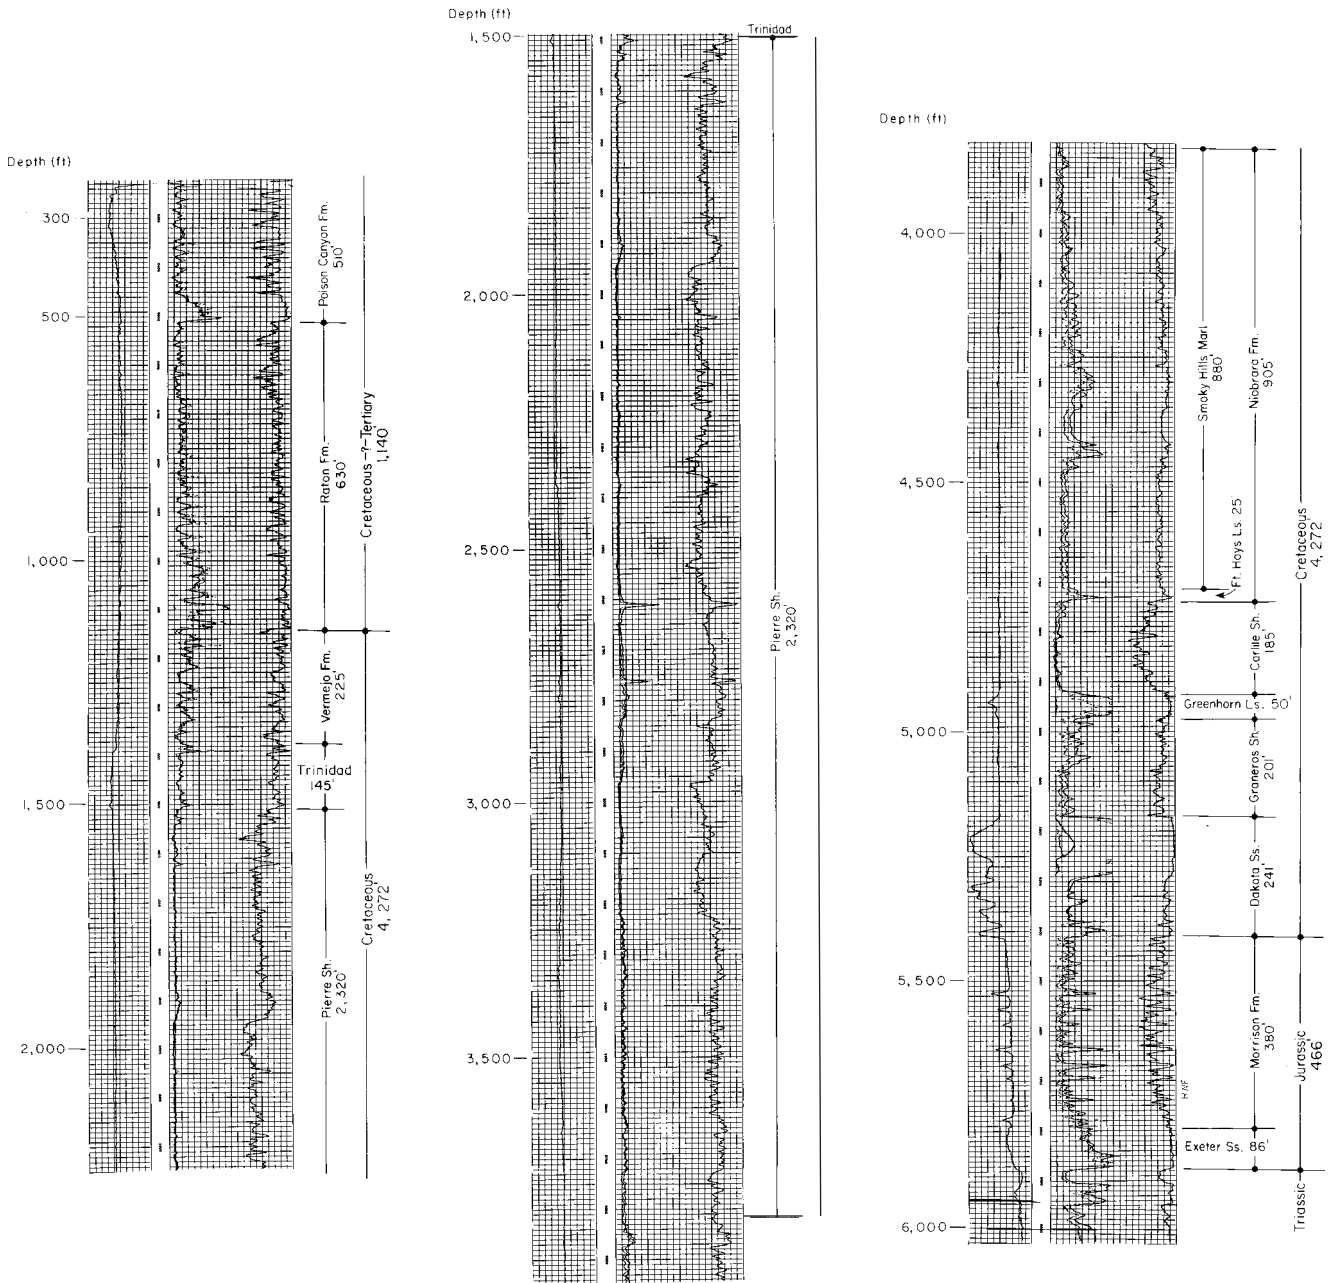 Depth (ft)
300
500
1,000
1,500
2,000
Poison Canyon Fm.
510'
Raton Fm.
630'
Vermejo Fm.
225'
Trinidad
145'
Pierre Sh.
2,320'
Cretaceous-?-Tertiary
1,140'
Cretaceous
4,272'
Depth (ft)
1,500
2,000
2,500
3,000
3,500
Trinidad
Pierre Sh.
2,320'
Depth (ft)
4,000
4,500
5,000
5,500
6,000
Smoky Hills Marl
880'
Ft. Hays Ls. 25
Niobrara Fm.
905'
Carlile Sh.
185'
Greenhorn Ls. 50'
Graneros Sh.
201'
Dakota Ss.
241'
Morrison Fm.
380'
Exeter Ss. 86'
Cretaceous
4,272'
Jurassic
466'
Triassic